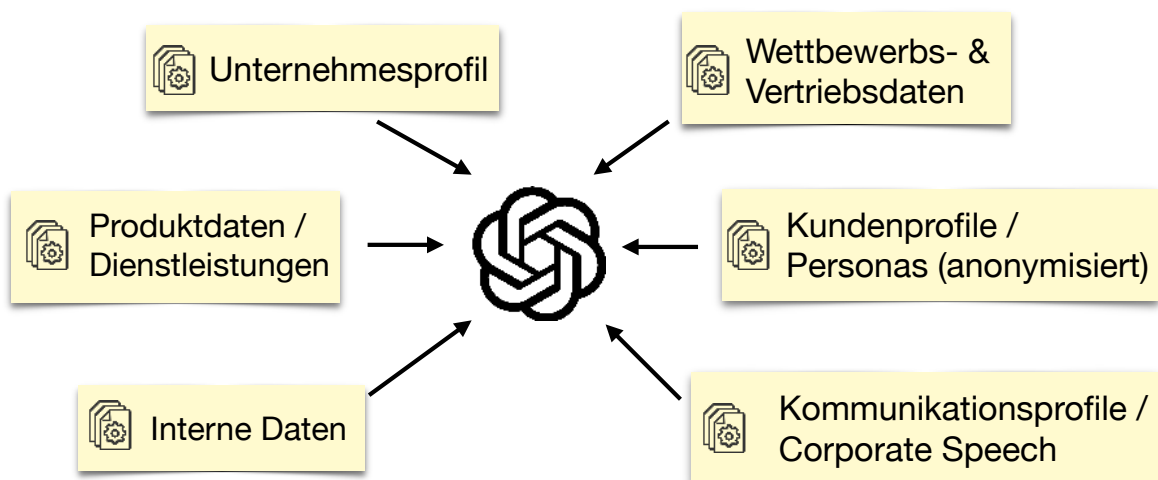 Unternehmesprofil
Wettbewerbs- &
Vertriebsdaten
Produktdaten /
Dienstleistungen
Kundenprofile /
Personas (anonymisiert)
Interne Daten
Kommunikationsprofile /
Corporate Speech